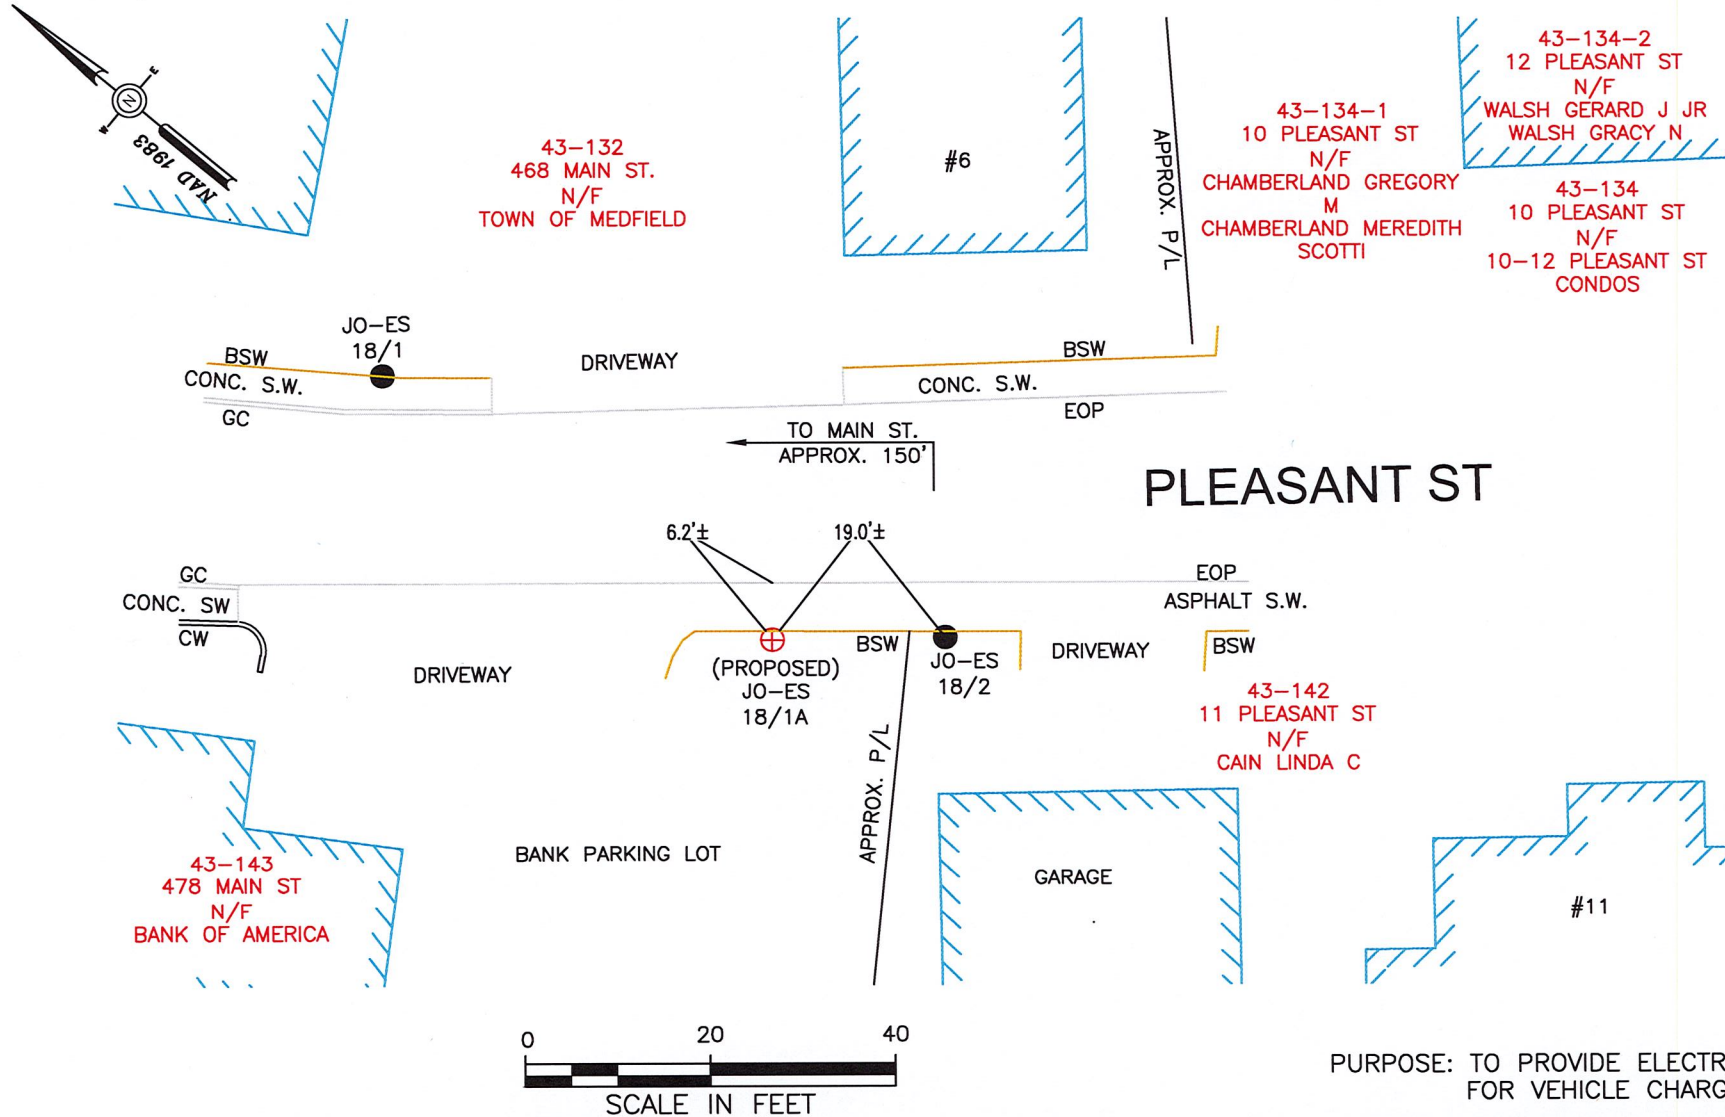 E
N
W
NAD 1983
43-132
468 MAIN ST.
N/F
TOWN OF MEDFIELD
#6
APPROX. P/L
43-134-1
10 PLEASANT ST
N/F
CHAMBERLAND GREGORY
M
CHAMBERLAND MEREDITH
SCOTTI
43-134-2
12 PLEASANT ST
N/F
WALSH GERARD J JR
WALSH GRACY N
43-134
10 PLEASANT ST
N/F
10-12 PLEASANT ST
CONDOS
JO-ES
18/1
BSW
CONC. S.W.
GC
DRIVEWAY
BSW
CONC. S.W.
EOP
TO MAIN ST.
APPROX. 150'
PLEASANT ST
6.2'±
19.0'±
GC
CONC. SW
CW
EOP
ASPHALT S.W.
DRIVEWAY
(PROPOSED)
JO-ES
18/1A
BSW
JO-ES
18/2
DRIVEWAY
BSW
43-142
11 PLEASANT ST
N/F
CAIN LINDA C
APPROX. P/L
43-143
478 MAIN ST
N/F
BANK OF AMERICA
BANK PARKING LOT
GARAGE
#11
0 20 40
SCALE IN FEET
PURPOSE: TO PROVIDE ELECTR
FOR VEHICLE CHARG